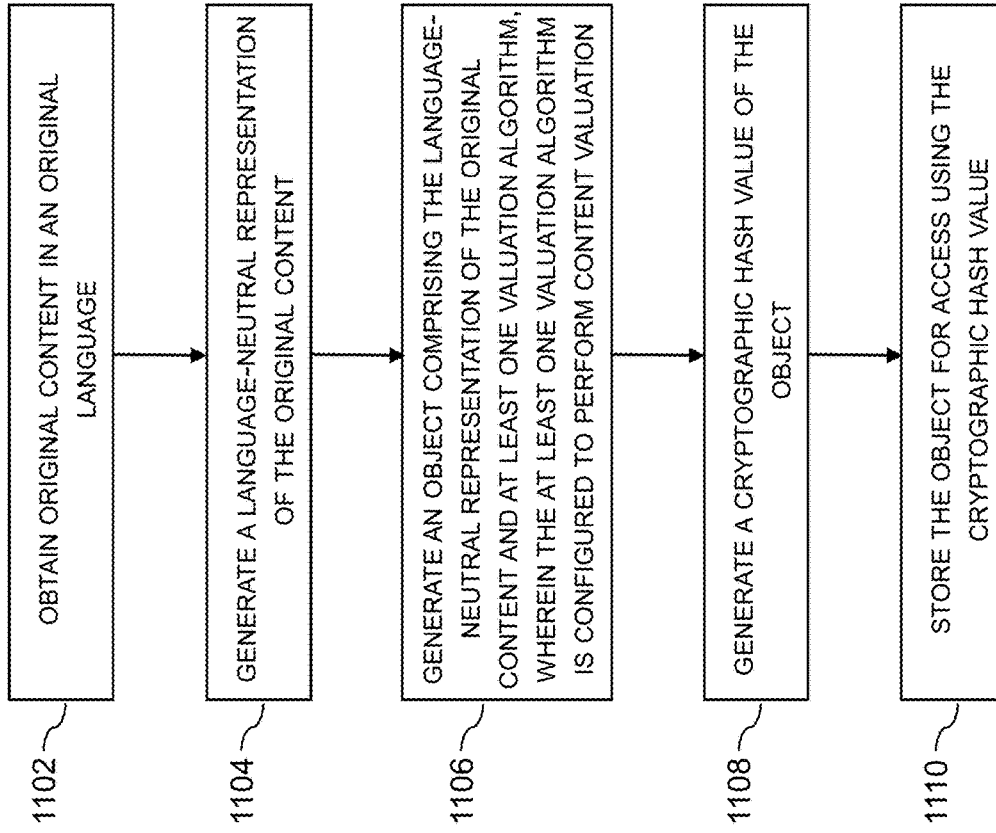 1102
OBTAIN ORIGINAL CONTENT IN AN ORIGINAL
LANGUAGE
1104
GENERATE A LANGUAGE-NEUTRAL REPRESENTATION
OF THE ORIGINAL CONTENT
1106
GENERATE AN OBJECT COMPRISING THE LANGUAGE-
NEUTRAL REPRESENTATION OF THE ORIGINAL
CONTENT AND AT LEAST ONE VALUATION ALGORITHM,
WHEREIN THE AT LEAST ONE VALUATION ALGORITHM
IS CONFIGURED TO PERFORM CONTENT VALUATION
1108
GENERATE A CRYPTOGRAPHIC HASH VALUE OF THE
OBJECT
1110
STORE THE OBJECT FOR ACCESS USING THE
CRYPTOGRAPHIC HASH VALUE